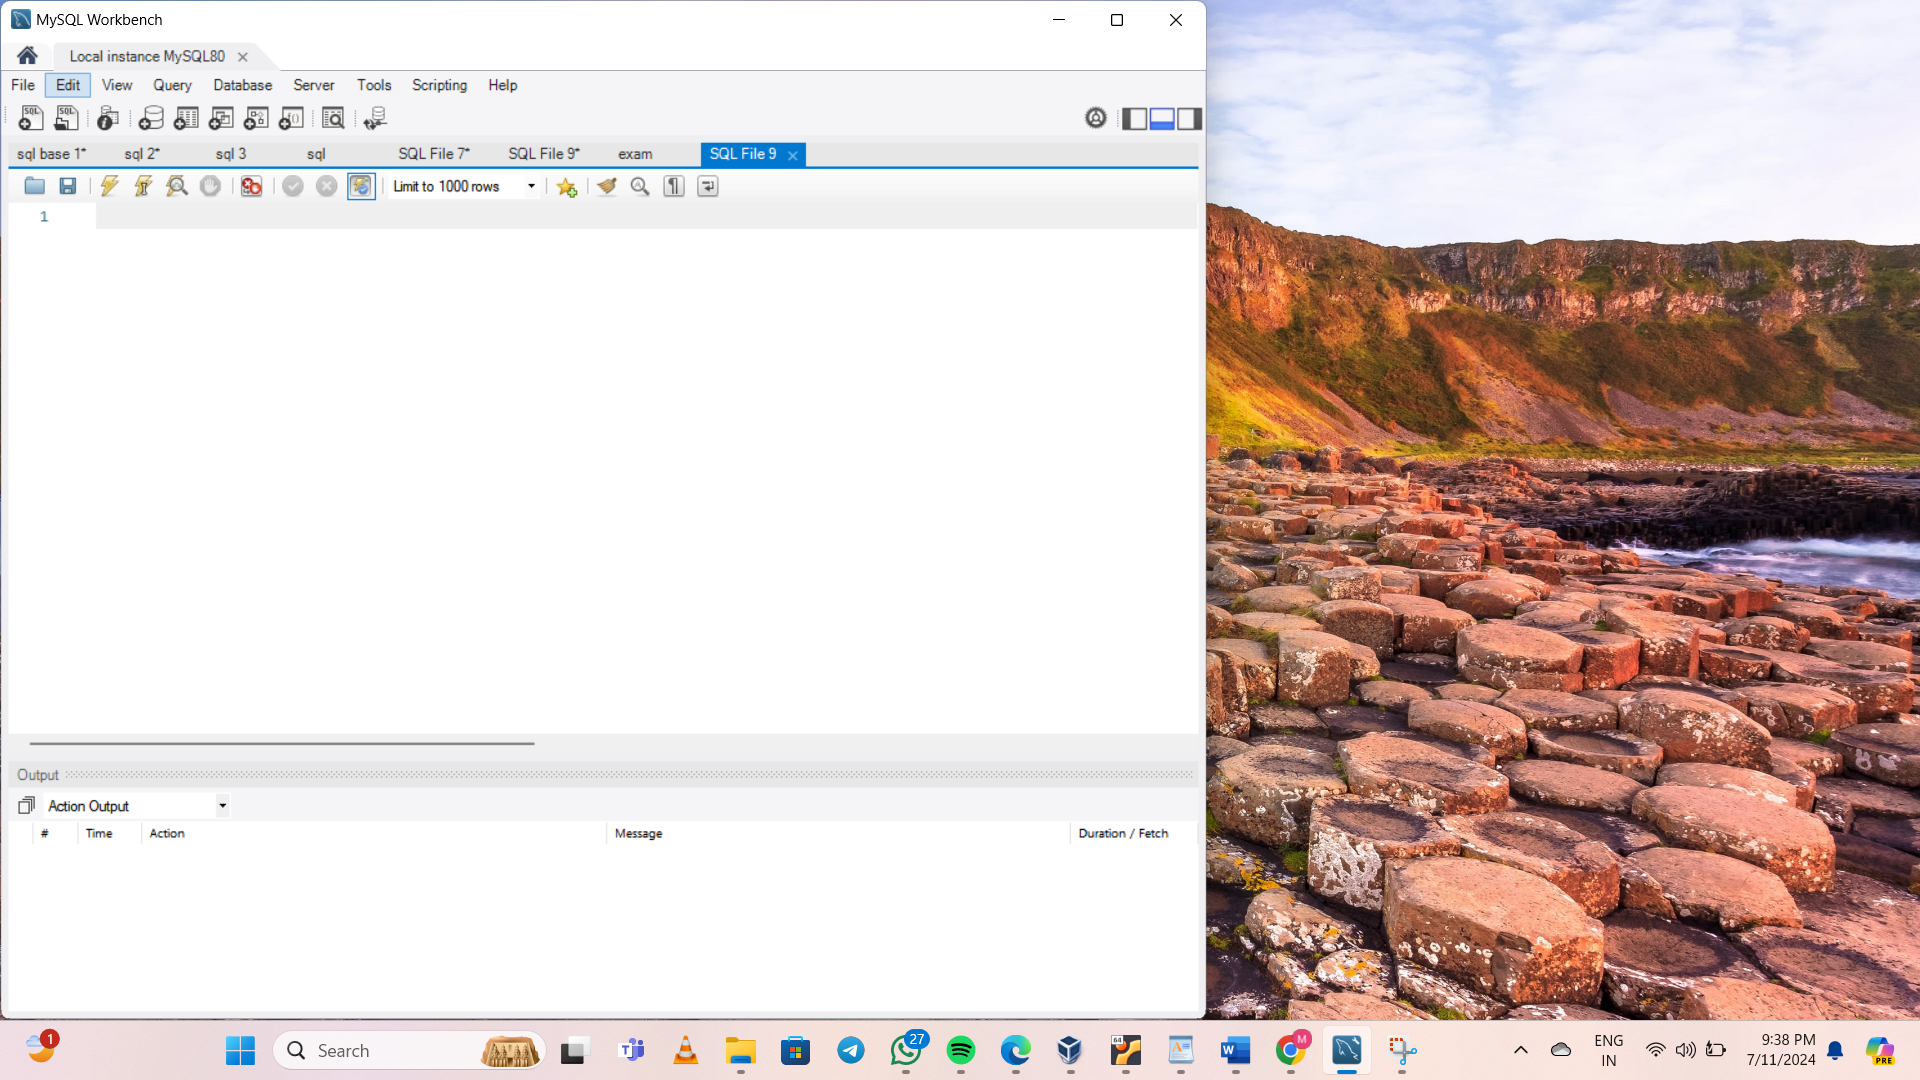 MySQL Workbench
Local instance MySQL80
File Edit View Query Database Server Tools Scripting Help
sql base 1* sql 2* sql 3 sql SQL File 7* SQL File 9* exam SQL File 9
Limit to 1000 rows
1
Output
Action Output
# Time Action Message Duration / Fetch
1
Search
27
64
M
ENG
IN
9:38 PM
7/11/2024
PRE